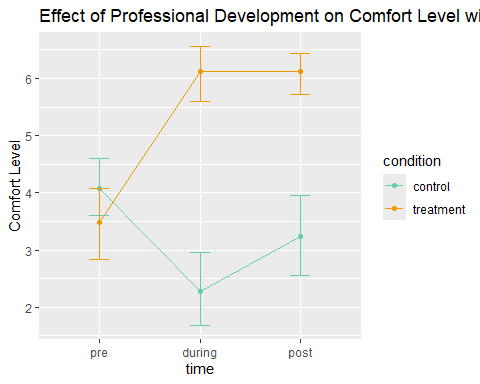 Effect of Professional Development on Comfort Level wi
6
5
4
3
2
Comfort Level
pre during post
time
condition
control
treatment